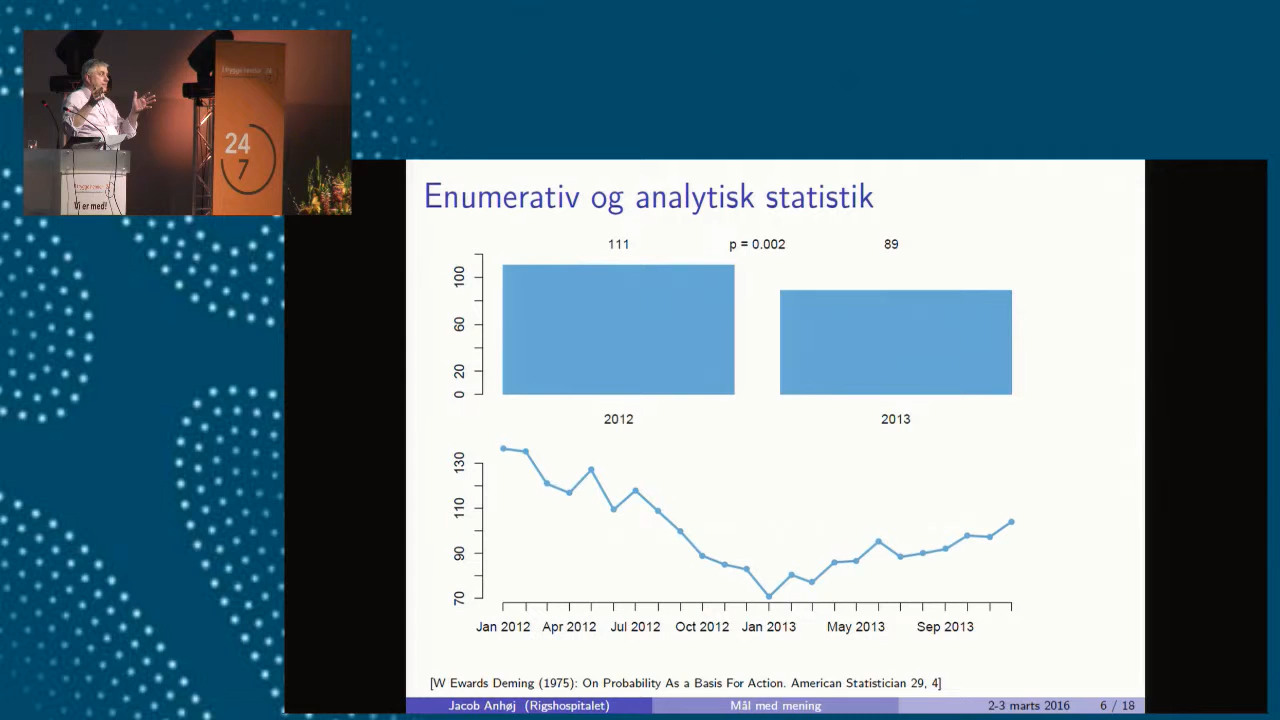 24
7
Vi er med!
Enumerativ og analytisk statistik
111 p = 0.002 89
100
60
20
0
2012 2013
130
110
90
70
Jan 2012 Apr 2012 Jul 2012 Oct 2012 Jan 2013 May 2013 Sep 2013
[W Ewards Deming (1975): On Probability As a Basis For Action. American Statistician 29, 4]
Jacob Anhøj (Rigshospitalet) Mål med mening 2-3 marts 2016 6 / 18